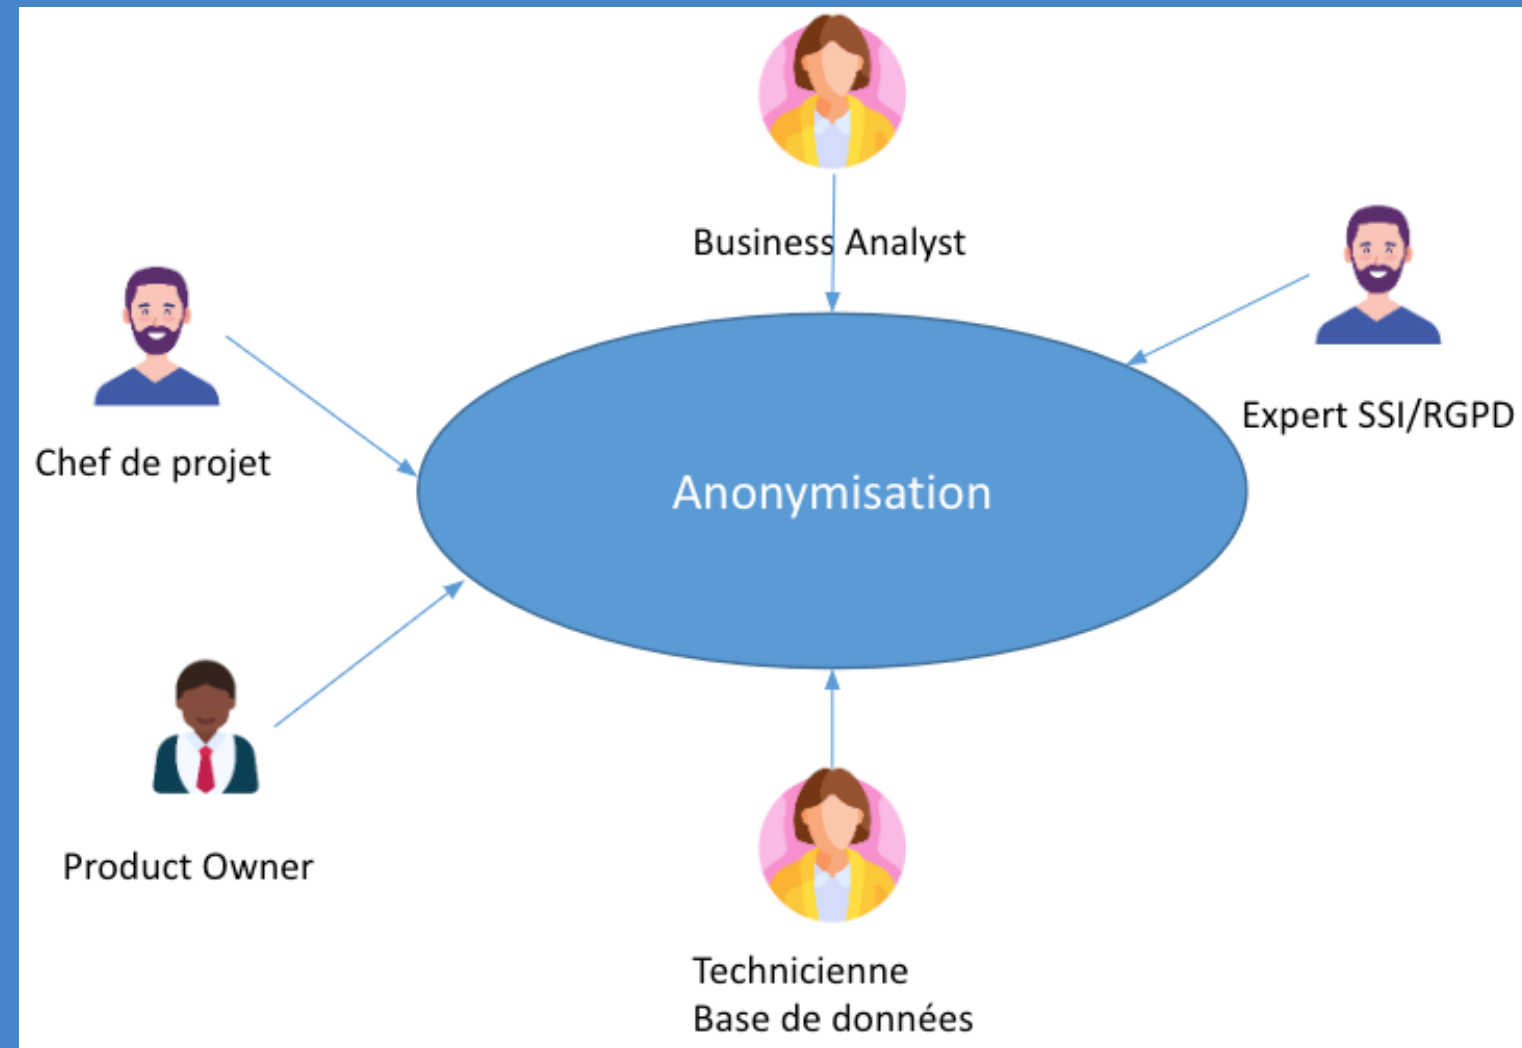 Business Analyst
Expert SSI/RGPD
Chef de projet
Anonymisation
Product Owner
Technicienne
Base de données